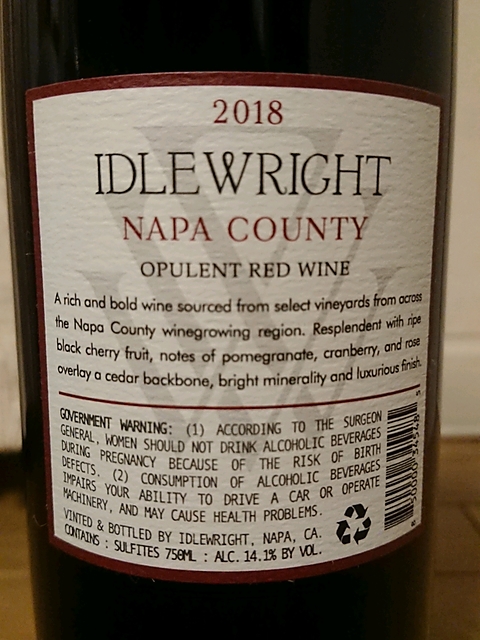 2018
IDLEWRIGHT
NAPA COUNTY
OPULENT RED WINE
A rich and bold wine sourced from select vineyards from across
the Napa County winegrowing region. Resplendent with ripe
black cherry fruit, notes of pomegranate, cranberry, and rose
overlay a cedar backbone, bright minerality and luxurious finish.
GOVERNMENT WARNING: (1) ACCORDING TO THE SURGEON
GENERAL, WOMEN SHOULD NOT DRINK ALCOHOLIC BEVERAGES
DURING PREGNANCY BECAUSE OF THE RISK OF BIRTH
DEFECTS. (2) CONSUMPTION OF ALCOHOLIC BEVERAGES
IMPAIRS YOUR ABILITY TO DRIVE A CAR OR OPERATE
MACHINERY, AND MAY CAUSE HEALTH PROBLEMS.
VINTED & BOTTLED BY IDLEWRIGHT, NAPA, CA.
CONTAINS : SULFITES 750ML : ALC. 14.1% BY VOL.